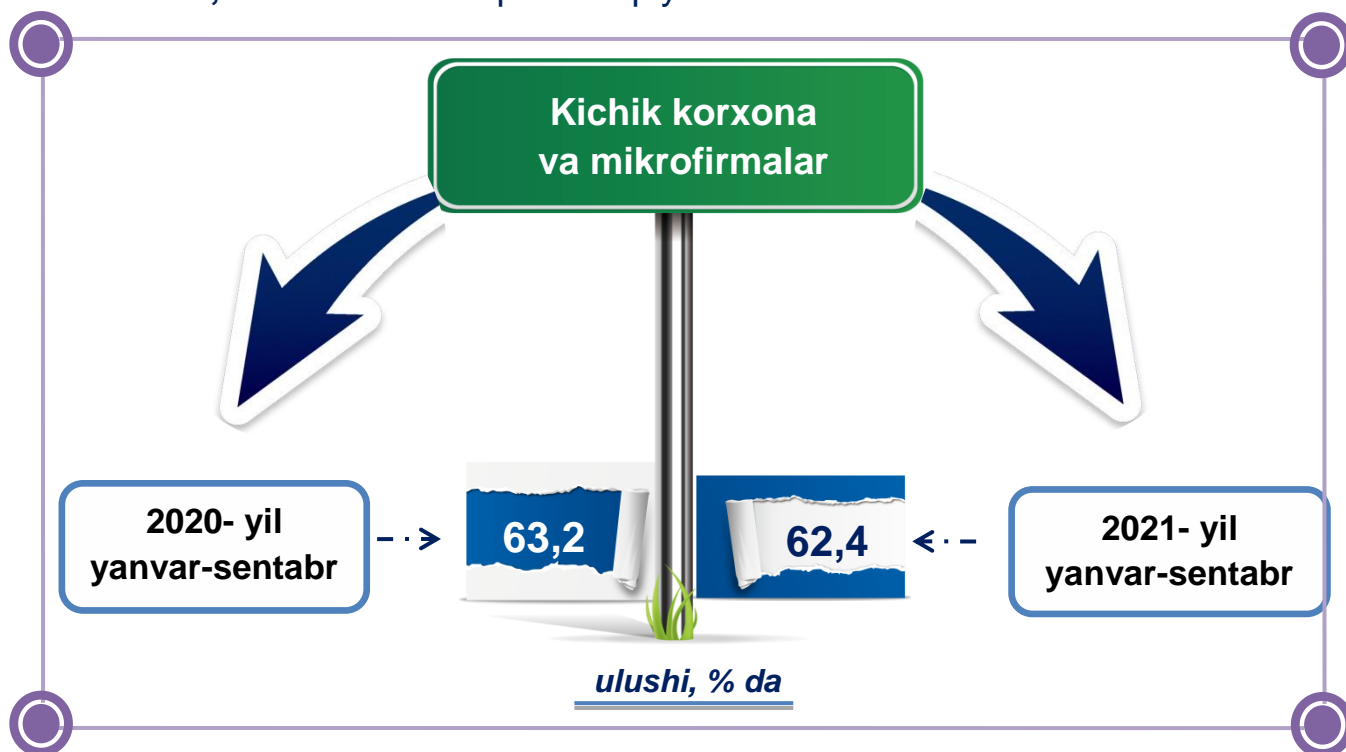 Kichik korxona
va mikrofirmalar
2020- yil
yanvar-sentabr
63,2
62,4
2021- yil
yanvar-sentabr
ulushi, % da